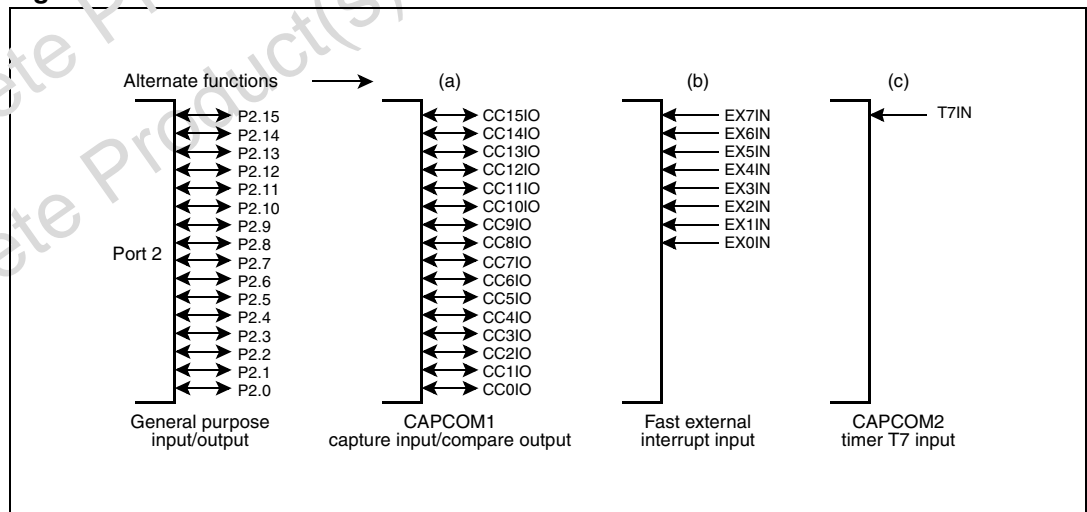 ete Product(s)
ete Pr
Alternate functions (a) (b) (c)
P2.15 CC15IO EX7IN T7IN
P2.14 CC14IO EX6IN
P2.13 CC13IO EX5IN
P2.12 CC12IO EX4IN
P2.11 CC11IO EX3IN
P2.10 CC10IO EX2IN
P2.9 CC9IO EX1IN
P2.8 CC8IO EX0IN
Port 2
P2.7 CC7IO
P2.6 CC6IO
P2.5 CC5IO
P2.4 CC4IO
P2.3 CC3IO
P2.2 CC2IO
P2.1 CC1IO
P2.0 CC0IO
General purpose CAPCOM1 Fast external CAPCOM2
input/output capture input/compare output interrupt input timer T7 input